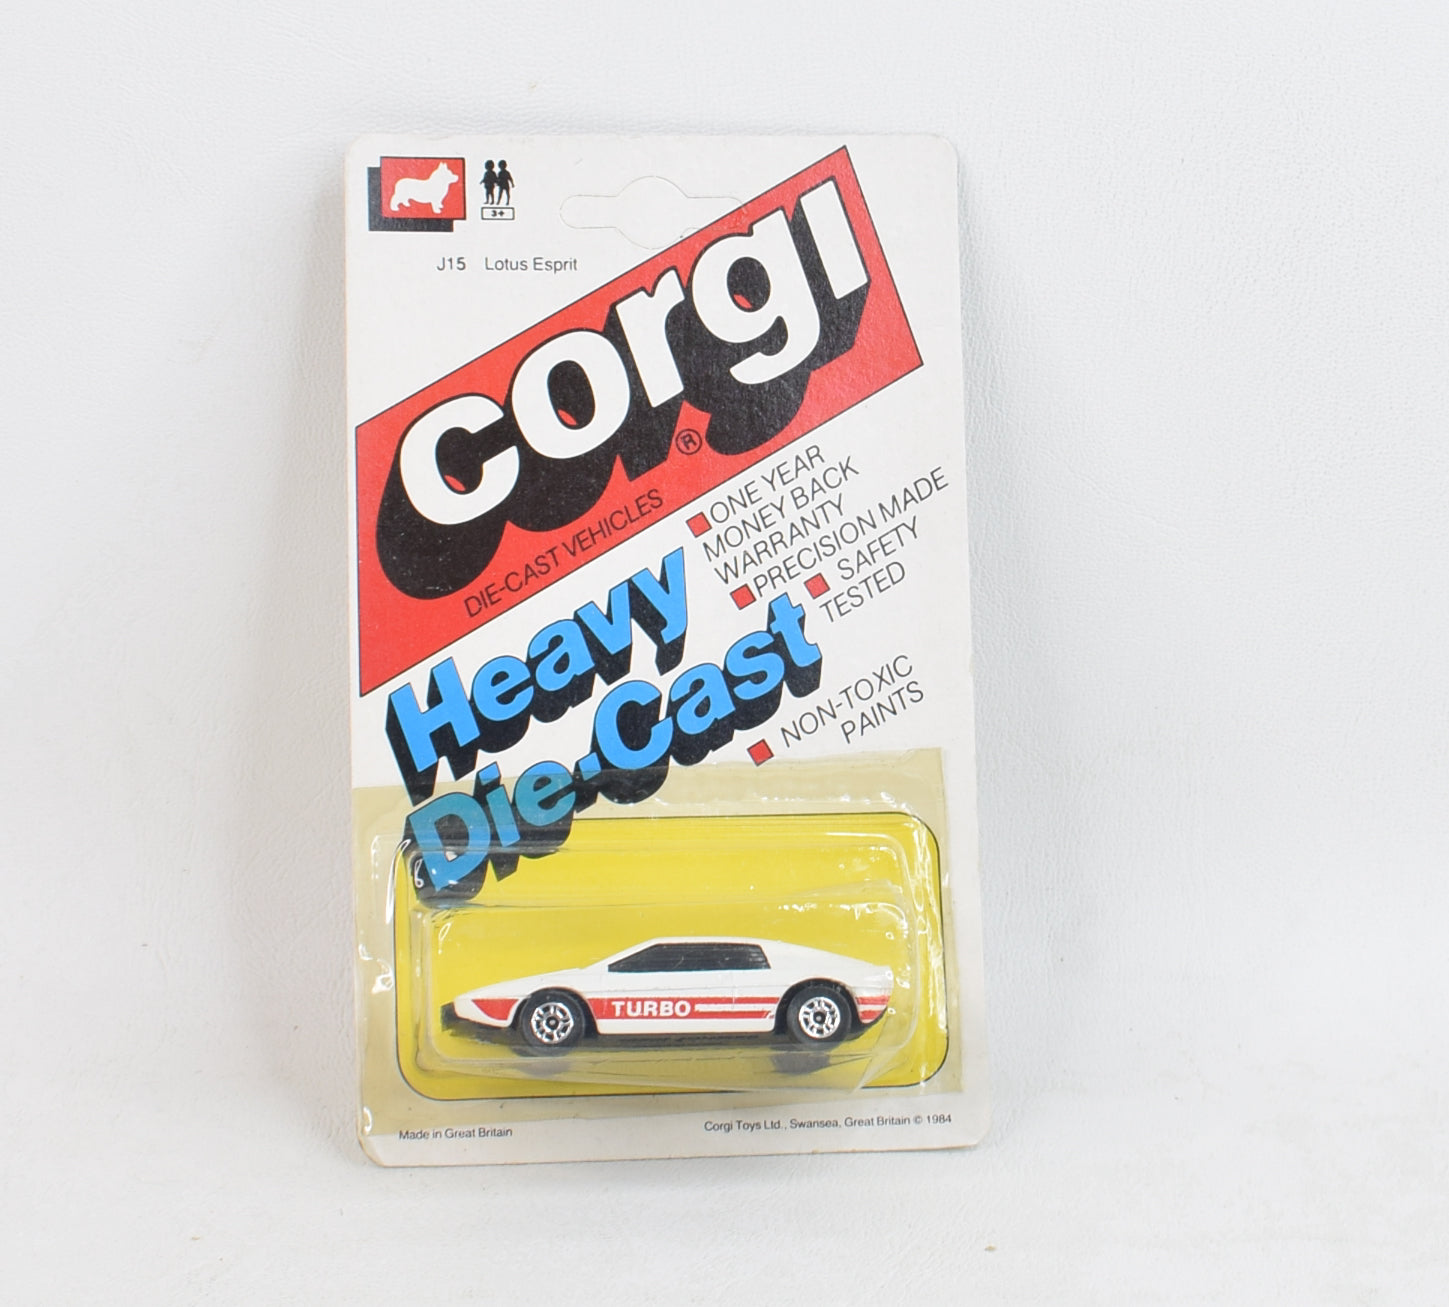 3+
J15 Lotus Esprit
corgi®
DIE-CAST VEHICLES
ONE YEAR
MONEY BACK
WARRANTY
PRECISION MADE
SAFETY
TESTED
Heavy
Die-Cast
NON-TOXIC
PAINTS
TURBO
Made in Great Britain
Corgi Toys Ltd., Swansea, Great Britain © 1984